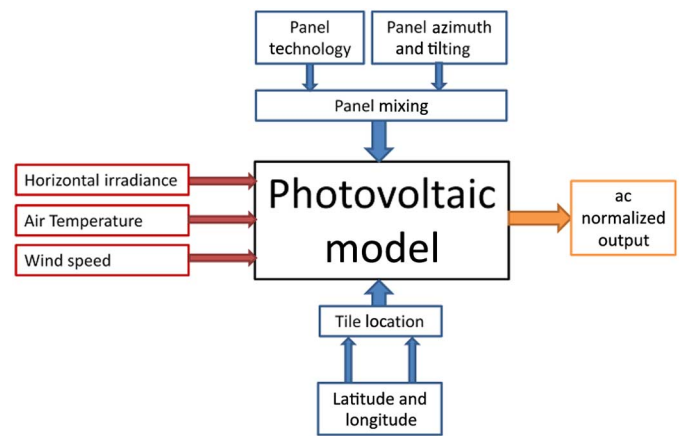 Panel
technology
Panel azimuth
and tilting
Panel mixing
Horizontal irradiance
Air Temperature
Wind speed
Photovoltaic
model
ac
normalized
output
Tile location
Latitude and
longitude